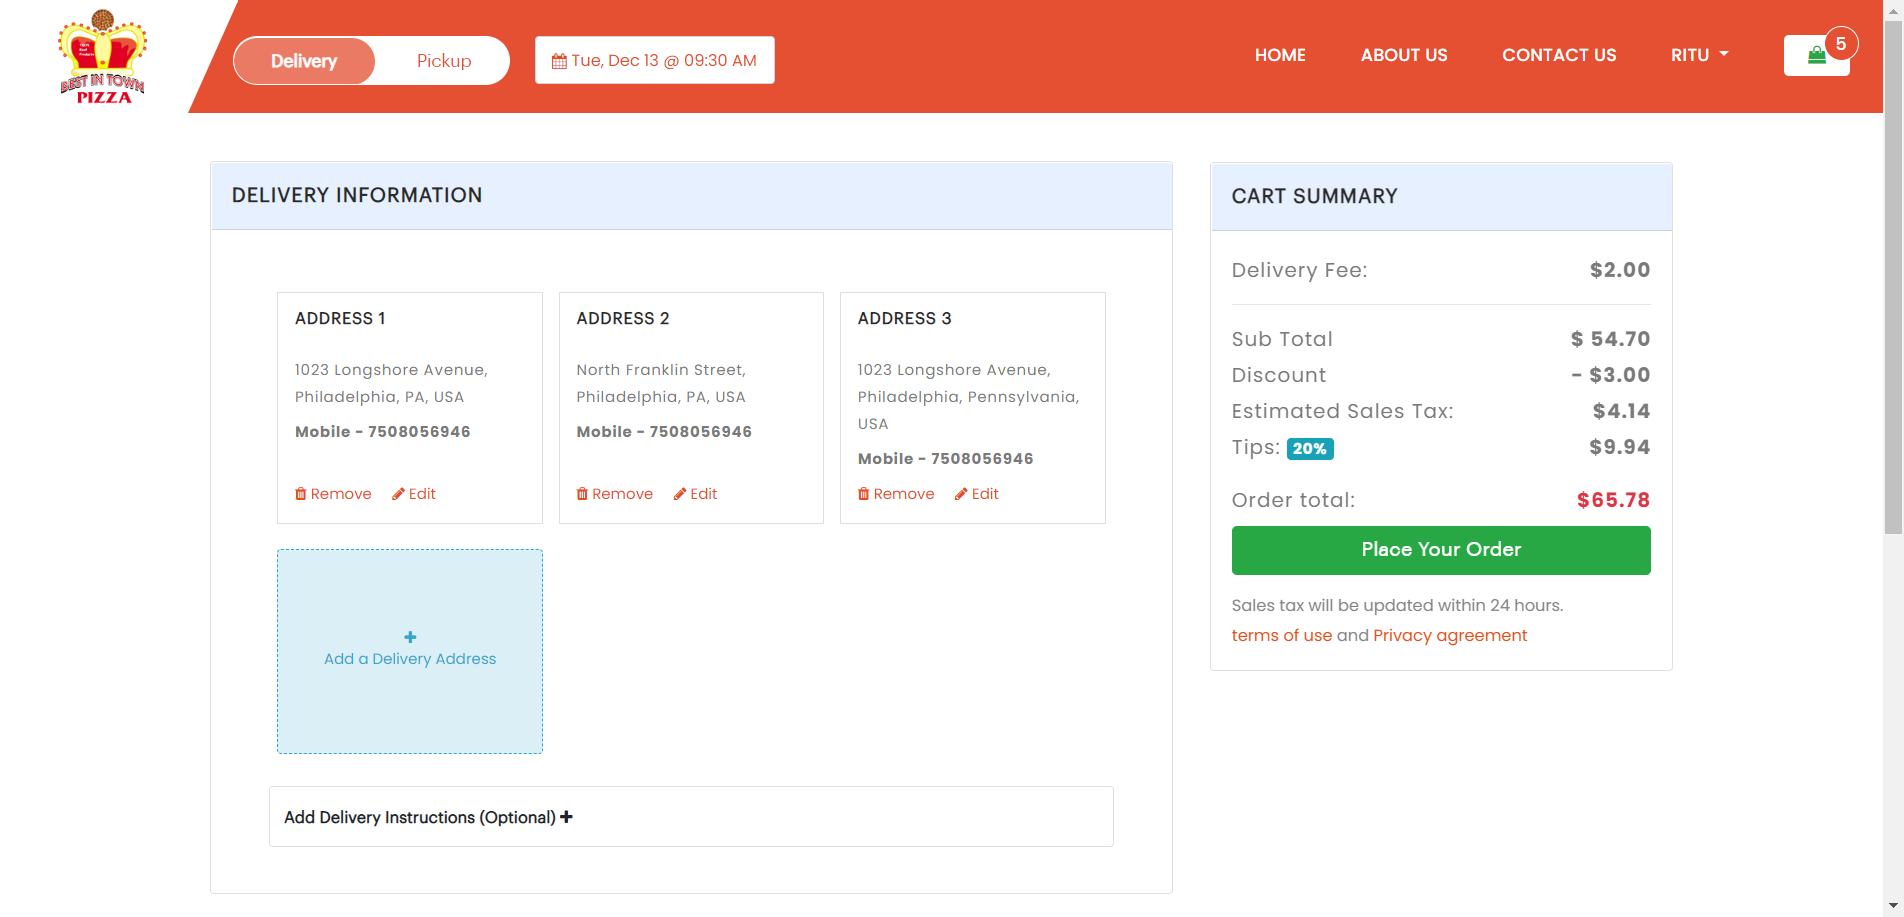 BEST IN TOWN
PIZZA
Delivery
Pickup
Tue, Dec 13 @ 09:30 AM
HOME
ABOUT US
CONTACT US
RITU
5
DELIVERY INFORMATION
ADDRESS 1
1023 Longshore Avenue,
Philadelphia, PA, USA
Mobile - 7508056946
Remove Edit
ADDRESS 2
North Franklin Street,
Philadelphia, PA, USA
Mobile - 7508056946
Remove Edit
ADDRESS 3
1023 Longshore Avenue,
Philadelphia, Pennsylvania,
USA
Mobile - 7508056946
Remove Edit
Add a Delivery Address
Add Delivery Instructions (Optional)
CART SUMMARY
Delivery Fee: $2.00
Sub Total $ 54.70
Discount - $3.00
Estimated Sales Tax: $4.14
Tips: 20% $9.94
Order total: $65.78
Place Your Order
Sales tax will be updated within 24 hours.
terms of use and Privacy agreement